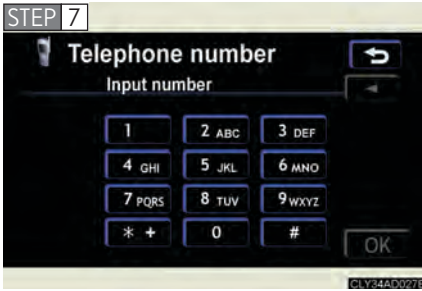 STEP 7
Telephone number
Input number
1 2 ABC 3 DEF
4 GHI 5 JKL 6 MNO
7 PQRS 8 TUV 9 WXYZ
* + 0 #
OK
CLY34AD027S